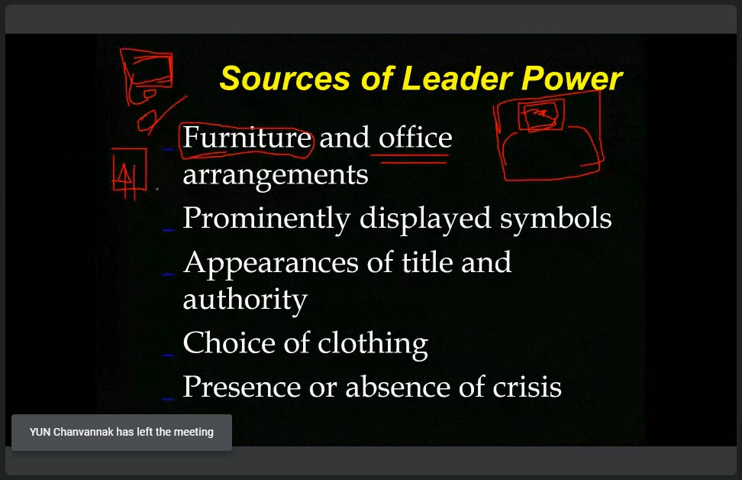 Sources of Leader Power
Furniture and office
arrangements
Prominently displayed symbols
Appearances of title and
authority
Choice of clothing
Presence or absence of crisis
YUN Chanvannak has left the meeting